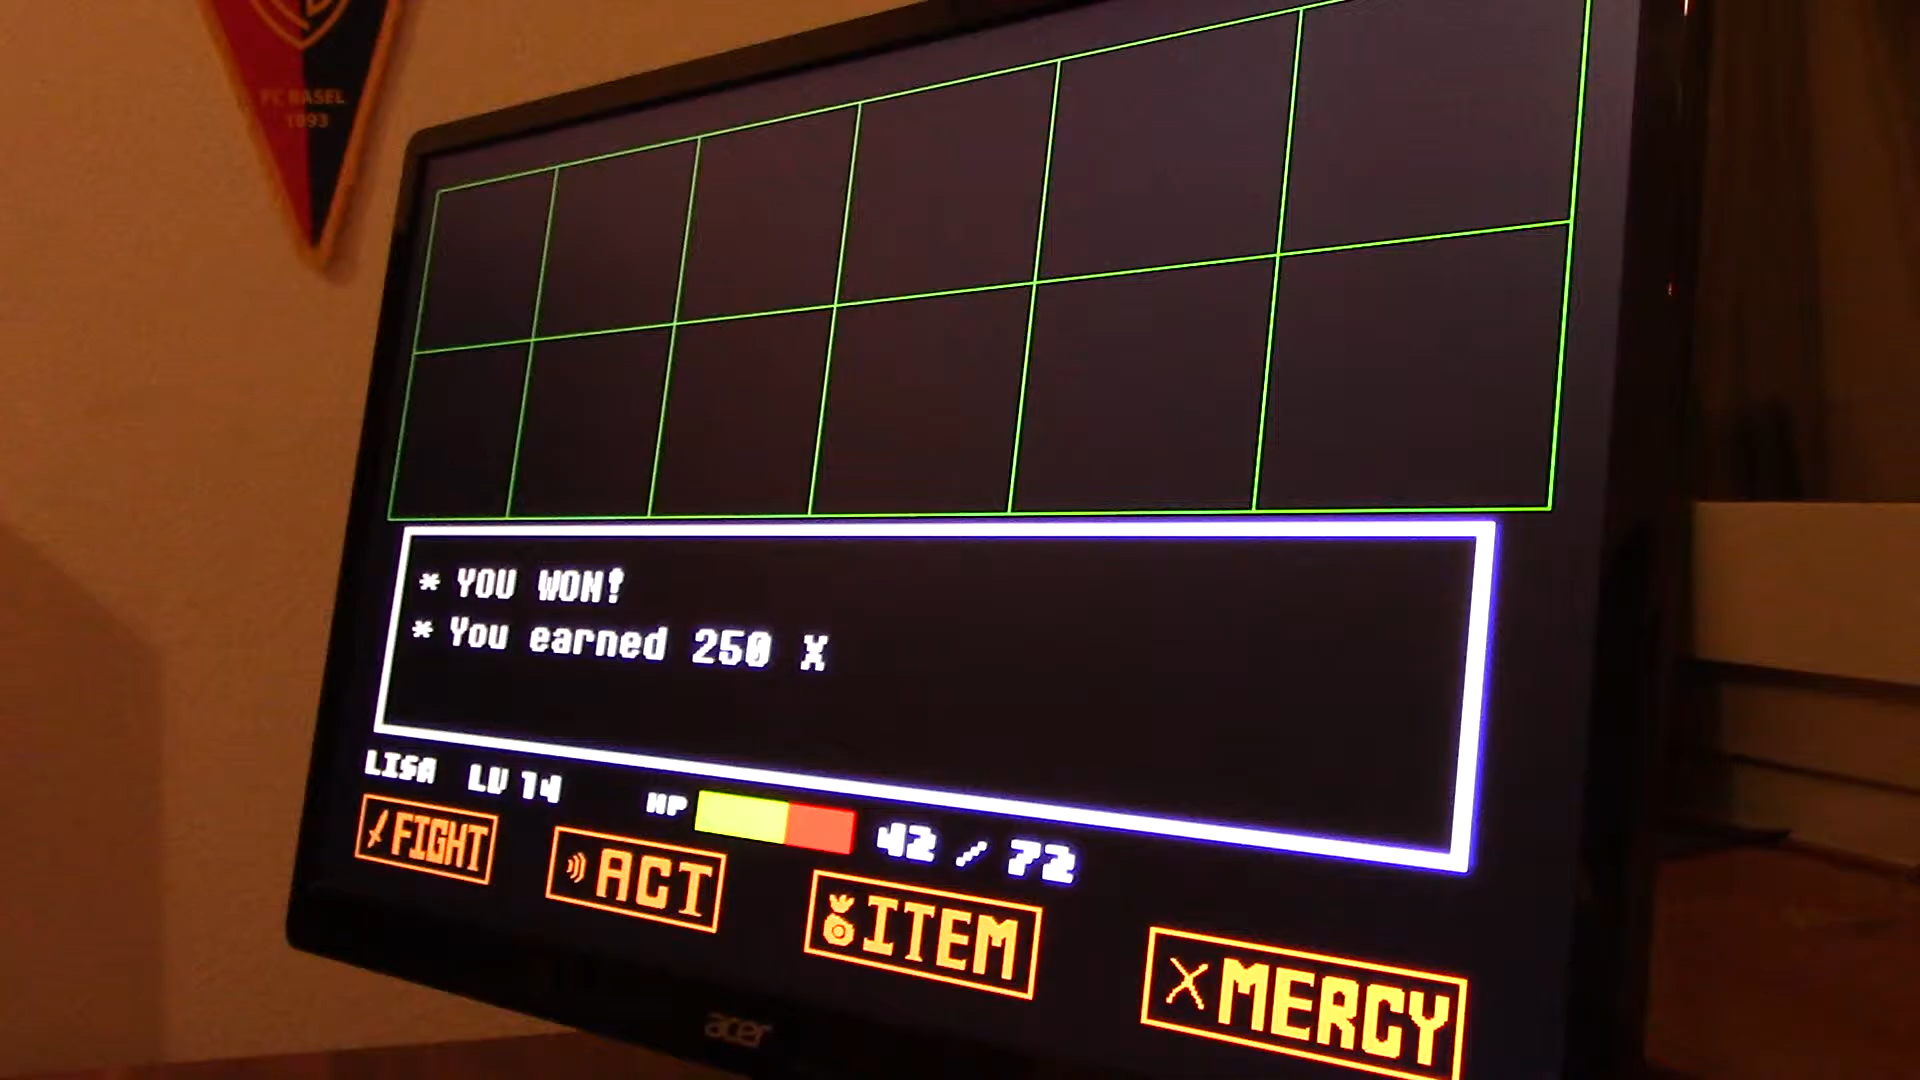 FC BASEL
1893
* YOU WON!
* You earned 250 X
LISA LV 14 HP 42 / 72
FIGHT ACT ITEM MERCY
acer